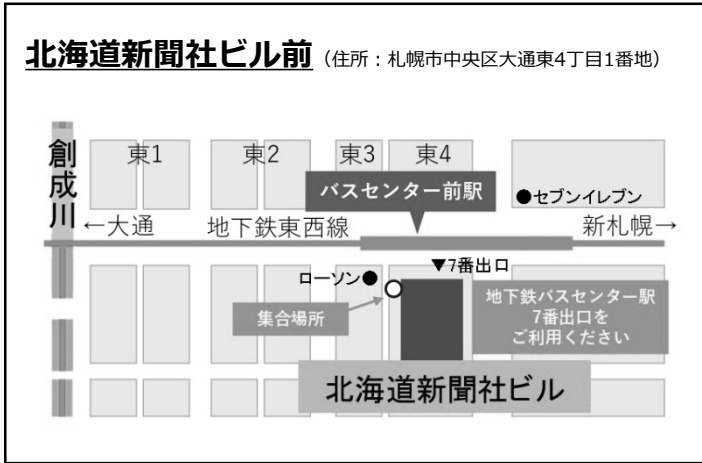 北海道新聞社ビル前（住所：札幌市中央区大通東4丁目1番地）
創成川
東1
東2
東3
東4
バスセンター前駅
●セブンイレブン
←大通
地下鉄東西線
新札幌→
▼7番出口
ローソン●
集合場所
地下鉄バスセンター駅
7番出口を
ご利用ください
北海道新聞社ビル